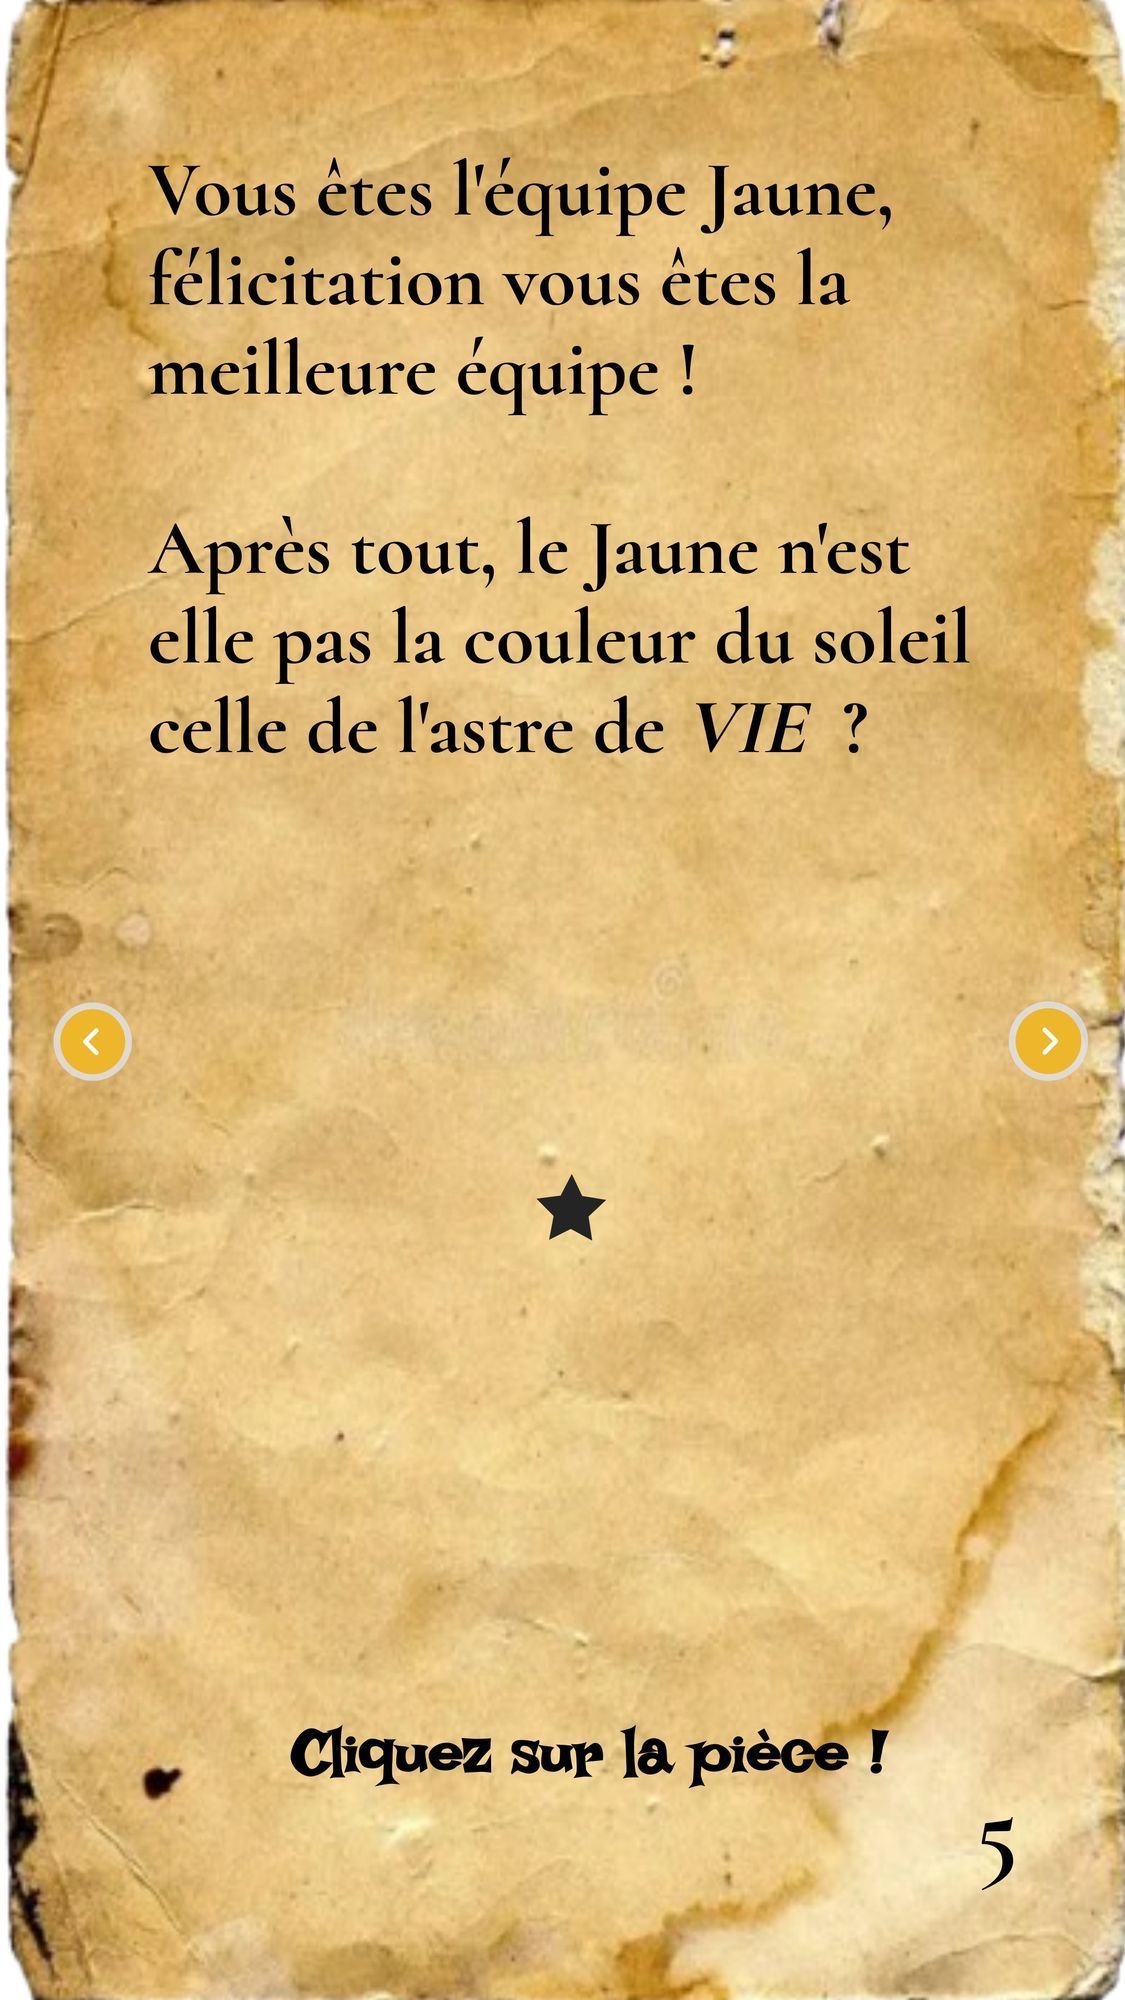 Vous êtes l'équipe Jaune,
félicitation vous êtes la
meilleure équipe !
Après tout, le Jaune n'est
elle pas la couleur du soleil
celle de l'astre de VIE ?
Cliquez sur la pièce !
5